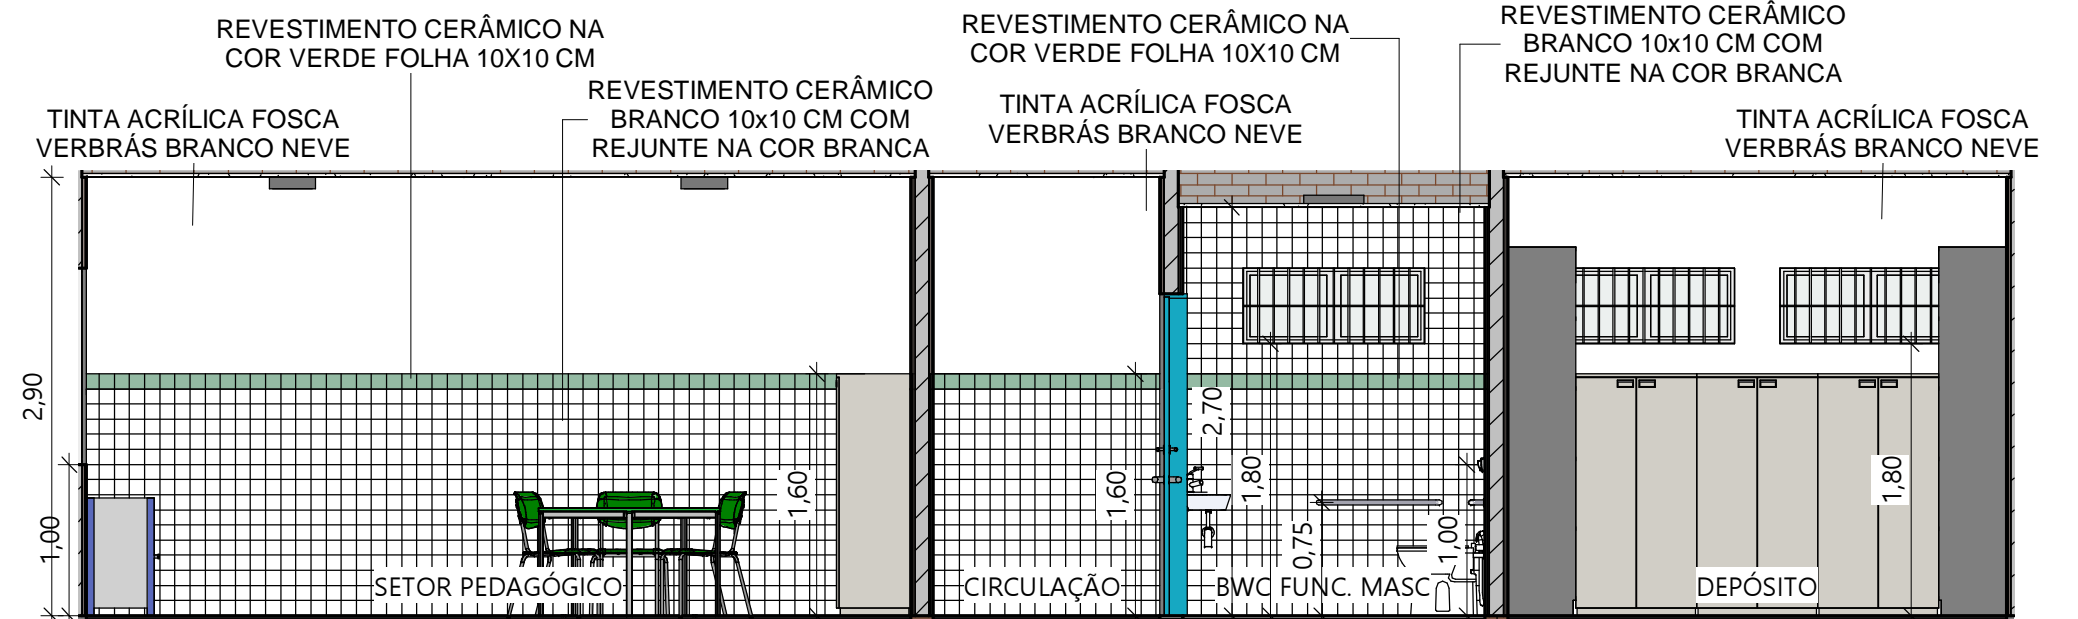 REVESTIMENTO CERÂMICO NA
COR VERDE FOLHA 10X10 CM
REVESTIMENTO CERÂMICO
BRANCO 10x10 CM COM
REJUNTE NA COR BRANCA
TINTA ACRÍLICA FOSCA
VERBRÁS BRANCO NEVE
REVESTIMENTO CERÂMICO NA
COR VERDE FOLHA 10X10 CM
TINTA ACRÍLICA FOSCA
VERBRÁS BRANCO NEVE
REVESTIMENTO CERÂMICO
BRANCO 10x10 CM COM
REJUNTE NA COR BRANCA
TINTA ACRÍLICA FOSCA
VERBRÁS BRANCO NEVE
2,90
1,00
1,60
1,60
2,70
1,80
0,75
1,00
1,80
SETOR PEDAGÓGICO
CIRCULAÇÃO
BWC FUNC. MASC
DEPÓSITO